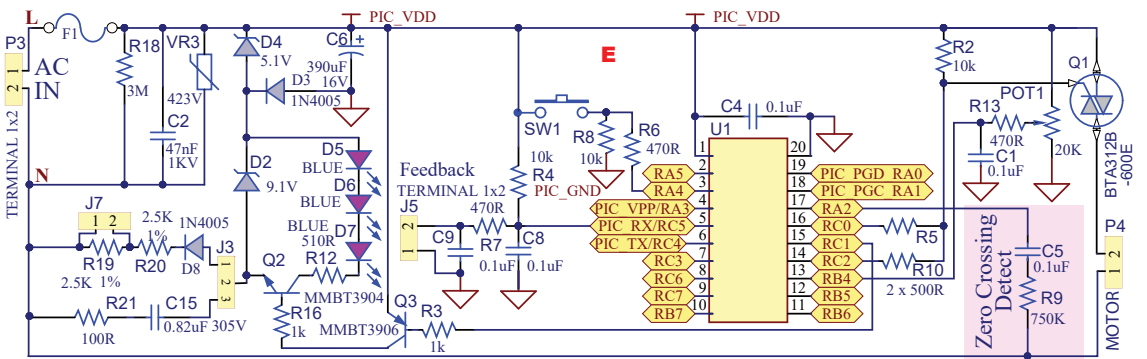 L
F1
P3
1
2
AC
IN
TERMINAL 1x2
R18
3M
VR3
423V
C2
47nF
1KV
D4
5.1V
D3
1N4005
C6
+
390uF
16V
PIC_VDD
E
PIC_VDD
N
D2
9.1V
D5
BLUE
D6
BLUE
BLUE
D7
510R
R12
Feedback
TERMINAL 1x2
J5
2
1
C9
0.1uF
470R
R7
C8
0.1uF
10k
R4
PIC_GND
SW1
R8
10k
R6
470R
C4
0.1uF
U1
1
2
3
4
5
6
7
8
9
10
20
19
18
17
16
15
14
13
12
11
RA5
RA4
PIC_VPP/RA3
PIC_RX/RC5
PIC_TX/RC4
RC3
RC6
RC7
RB7
PIC_PGD_RA0
PIC_PGC_RA1
RA2
RC0
RC1
RC2
RB4
RB5
RB6
R5
R10
2 x 500R
R2
10k
R13
470R
C1
0.1uF
POT1
20K
Q1
BTA312B
-600E
Zero Crossing
Detect
C5
0.1uF
R9
750K
P4
2
1
MOTOR
J7
1 2
2.5K
1%
1N4005
R19
R20
D8
2.5K 1%
J3
1
2
3
R21
100R
C15
0.82uF 305V
Q2
MMBT3904
R16
1k
MMBT3906
Q3
R3
1k